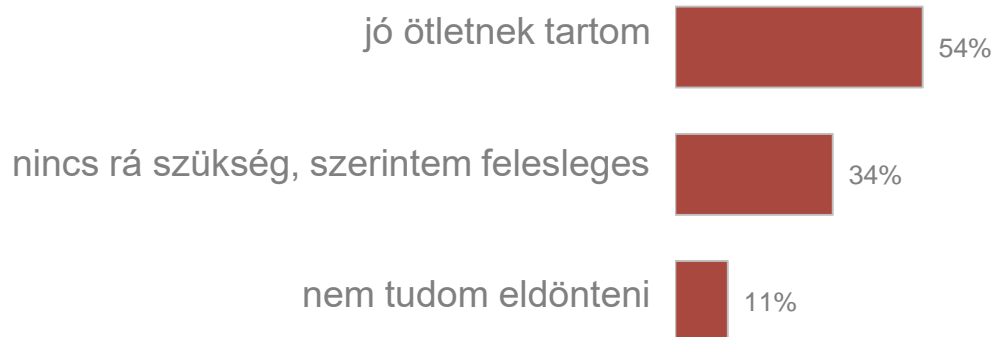 jó ötletnek tartom
54%
nincs rá szükség, szerintem felesleges
34%
nem tudom eldönteni
11%